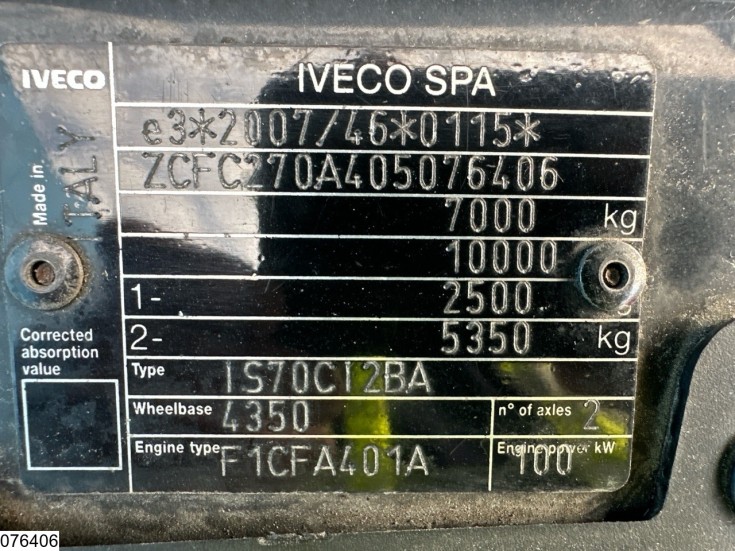 IVECO
IVECO SPA
e3*2007/46*0115*
ZCFC270A405076406
7000 kg
10000
1- 2500
2- 5350 kg
Made in
ITALY
Corrected
absorption
value
Type IS70CI2BA
Wheelbase 4350 n° of axles 2
Engine type F1CFA401A Engine power kW 100
076406